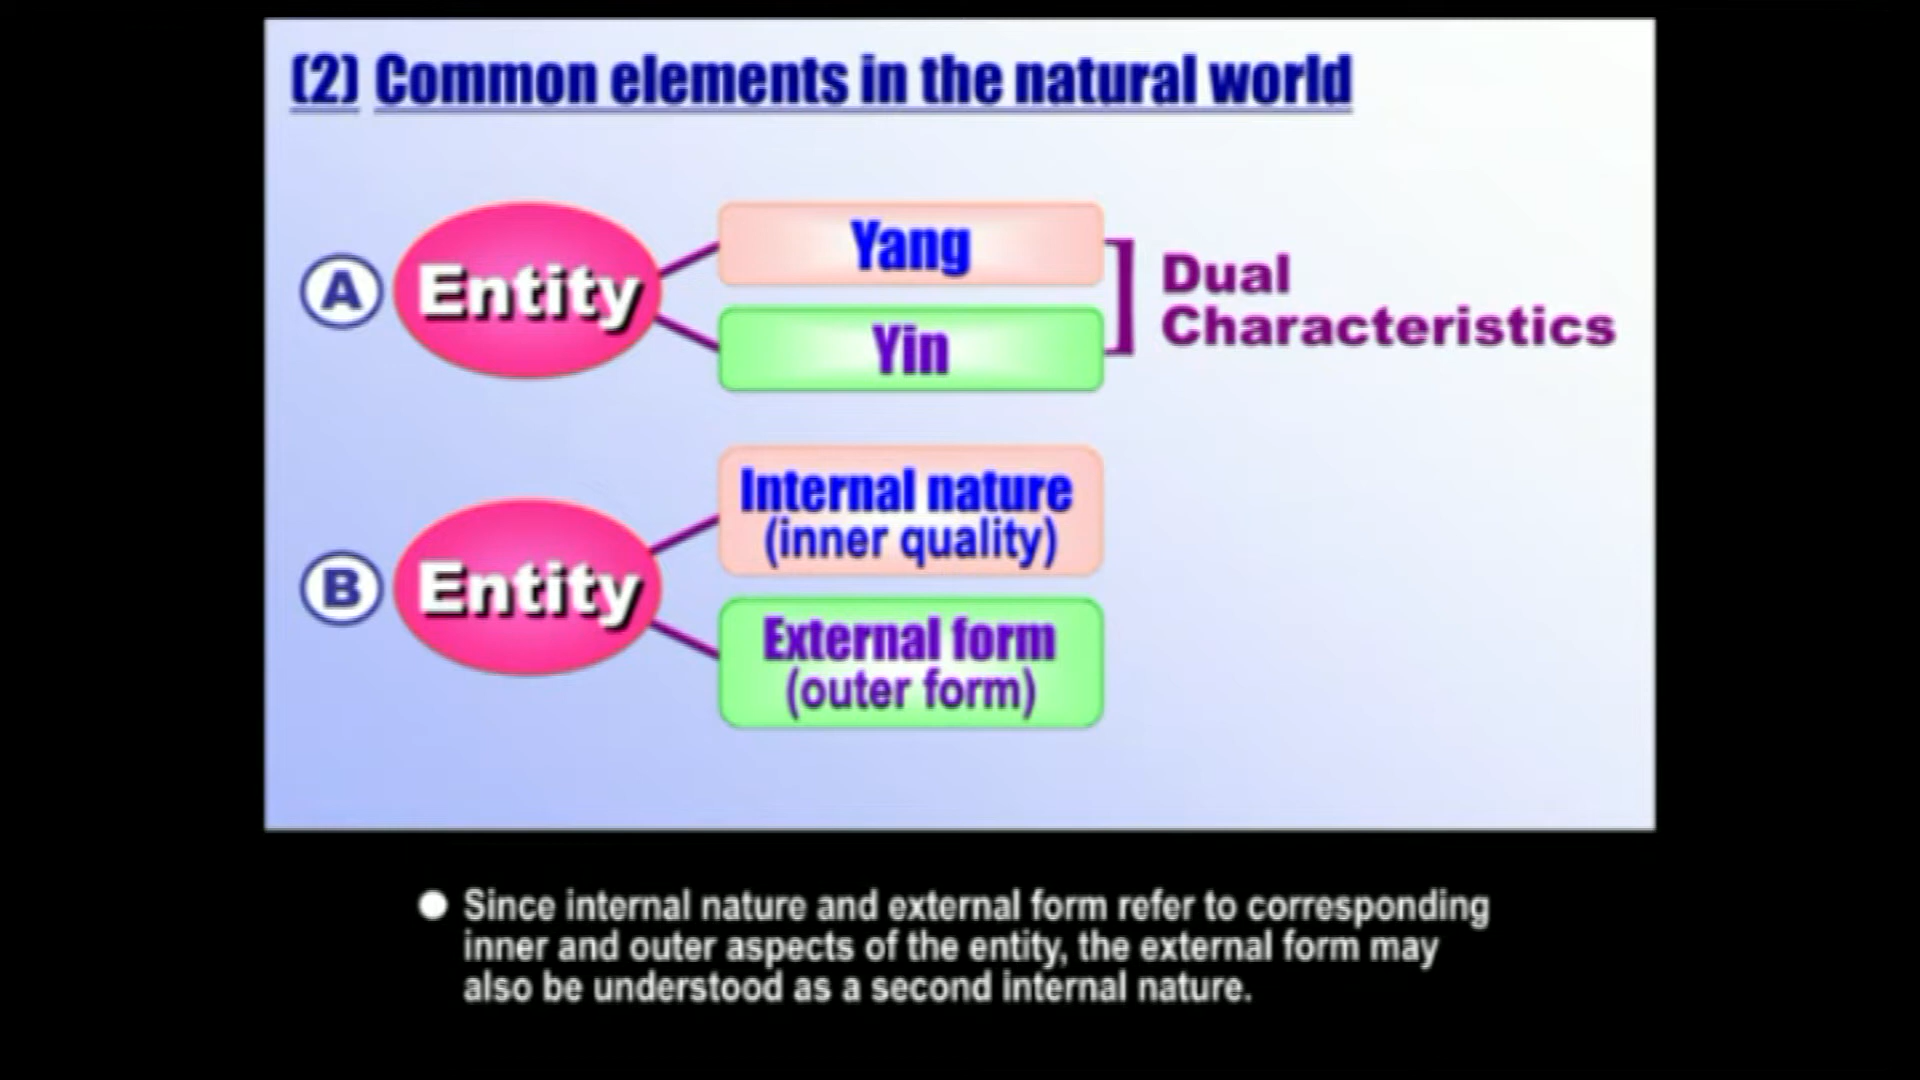 (2) Common elements in the natural world
A Entity
Yang
Yin
Dual
Characteristics
B Entity
Internal nature
(inner quality)
External form
(outer form)
● Since internal nature and external form refer to corresponding
inner and outer aspects of the entity, the external form may
also be understood as a second internal nature.